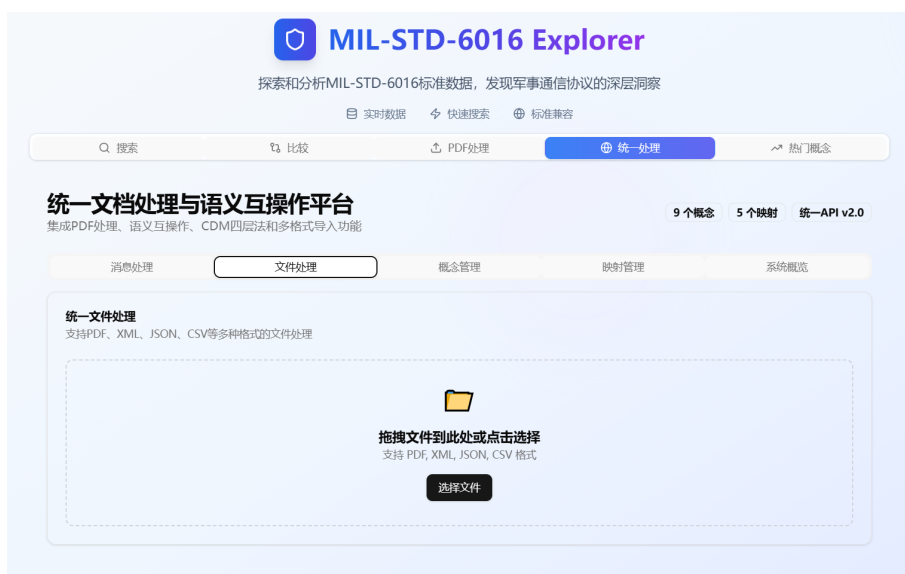 MIL-STD-6016 Explorer
探索和分析MIL-STD-6016标准数据，发现军事通信协议的深层洞察
实时数据 快速搜索 标准兼容
搜索 比较 PDF处理 统一处理 热门概念
统一文档处理与语义互操作平台
集成PDF处理、语义互操作、CDM四层法和多格式导入功能
9 个概念 5 个映射 统一API v2.0
消息处理 文件处理 概念管理 映射管理 系统概览
统一文件处理
支持PDF、XML、JSON、CSV等多种格式的文件处理
拖拽文件到此处或点击选择
支持 PDF, XML, JSON, CSV 格式
选择文件